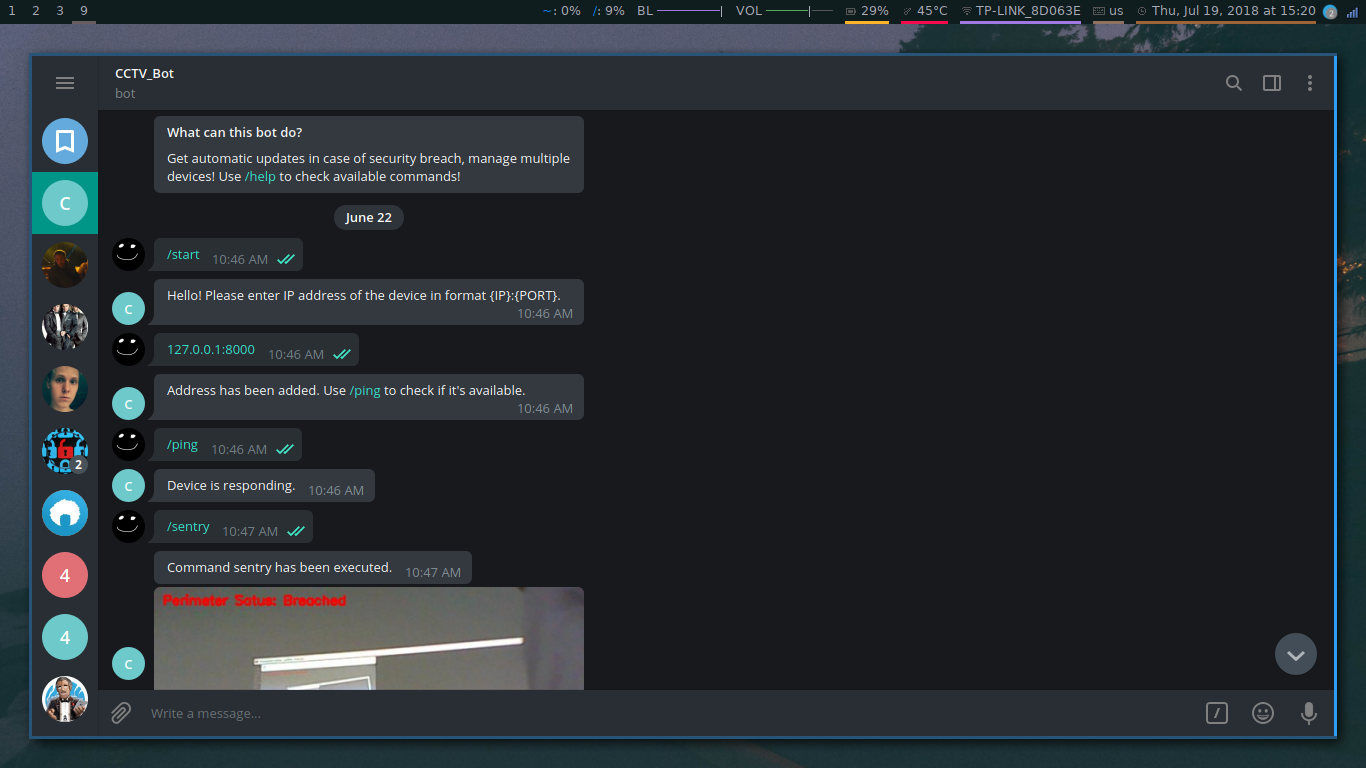 1 2 3 9
~: 0% /: 9% BL VOL 29% 45°C TP-LINK_8D063E us Thu, Jul 19, 2018 at 15:20 2
CCTV_Bot
bot
What can this bot do?
Get automatic updates in case of security breach, manage multiple
devices! Use /help to check available commands!
June 22
/start 10:46 AM
C
Hello! Please enter IP address of the device in format {IP}:{PORT}.
10:46 AM
C
127.0.0.1:8000 10:46 AM
Address has been added. Use /ping to check if it's available.
10:46 AM
C
/ping 10:46 AM
2
Device is responding. 10:46 AM
C
/sentry 10:47 AM
Command sentry has been executed. 10:47 AM
4
Perimeter Satus: Breached
4
C
Write a message...
/